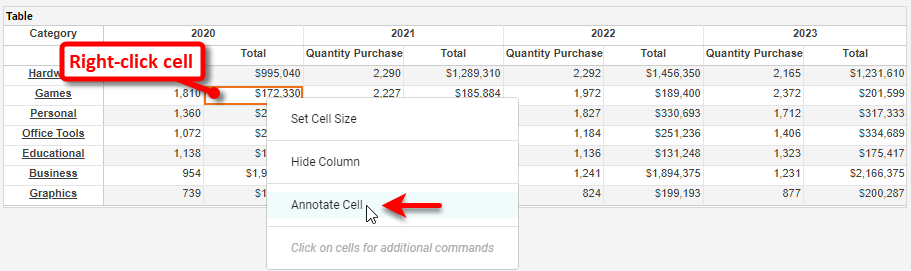 Table
Category 2020 2021 2022 2023
Total Quantity Purchase Total Quantity Purchase Total Quantity Purchase Total
Right-click cell
Hardw $995,040 2,290 $1,289,310 2,292 $1,456,350 2,165 $1,231,610
Games 1,810 $172,330 2,227 $185,884 1,972 $189,400 2,372 $201,599
Personal 1,360 $2 1,827 $330,693 1,712 $317,333
Office Tools 1,072 $2 1,184 $251,236 1,406 $334,689
Educational 1,138 $1 1,136 $131,248 1,323 $175,417
Business 954 $1,9 1,241 $1,894,375 1,231 $2,166,375
Graphics 739 $1 824 $199,193 877 $200,287
Set Cell Size
Hide Column
Annotate Cell
Click on cells for additional commands